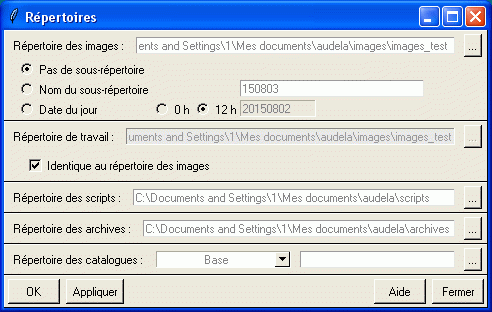 Répertoires
Répertoire des images : ents and Settings\1\Mes documents\audela\images\images_test ...
Pas de sous-répertoire
Nom du sous-répertoire 150803
Date du jour 0 h 12 h 20150802
Répertoire de travail : uments and Settings\1\Mes documents\audela\images\images_test ...
Identique au répertoire des images
Répertoire des scripts : C:\Documents and Settings\1\Mes documents\audela\scripts ...
Répertoire des archives : C:\Documents and Settings\1\Mes documents\audela\archives ...
Répertoire des catalogues : Base ...
OK Appliquer Aide Fermer